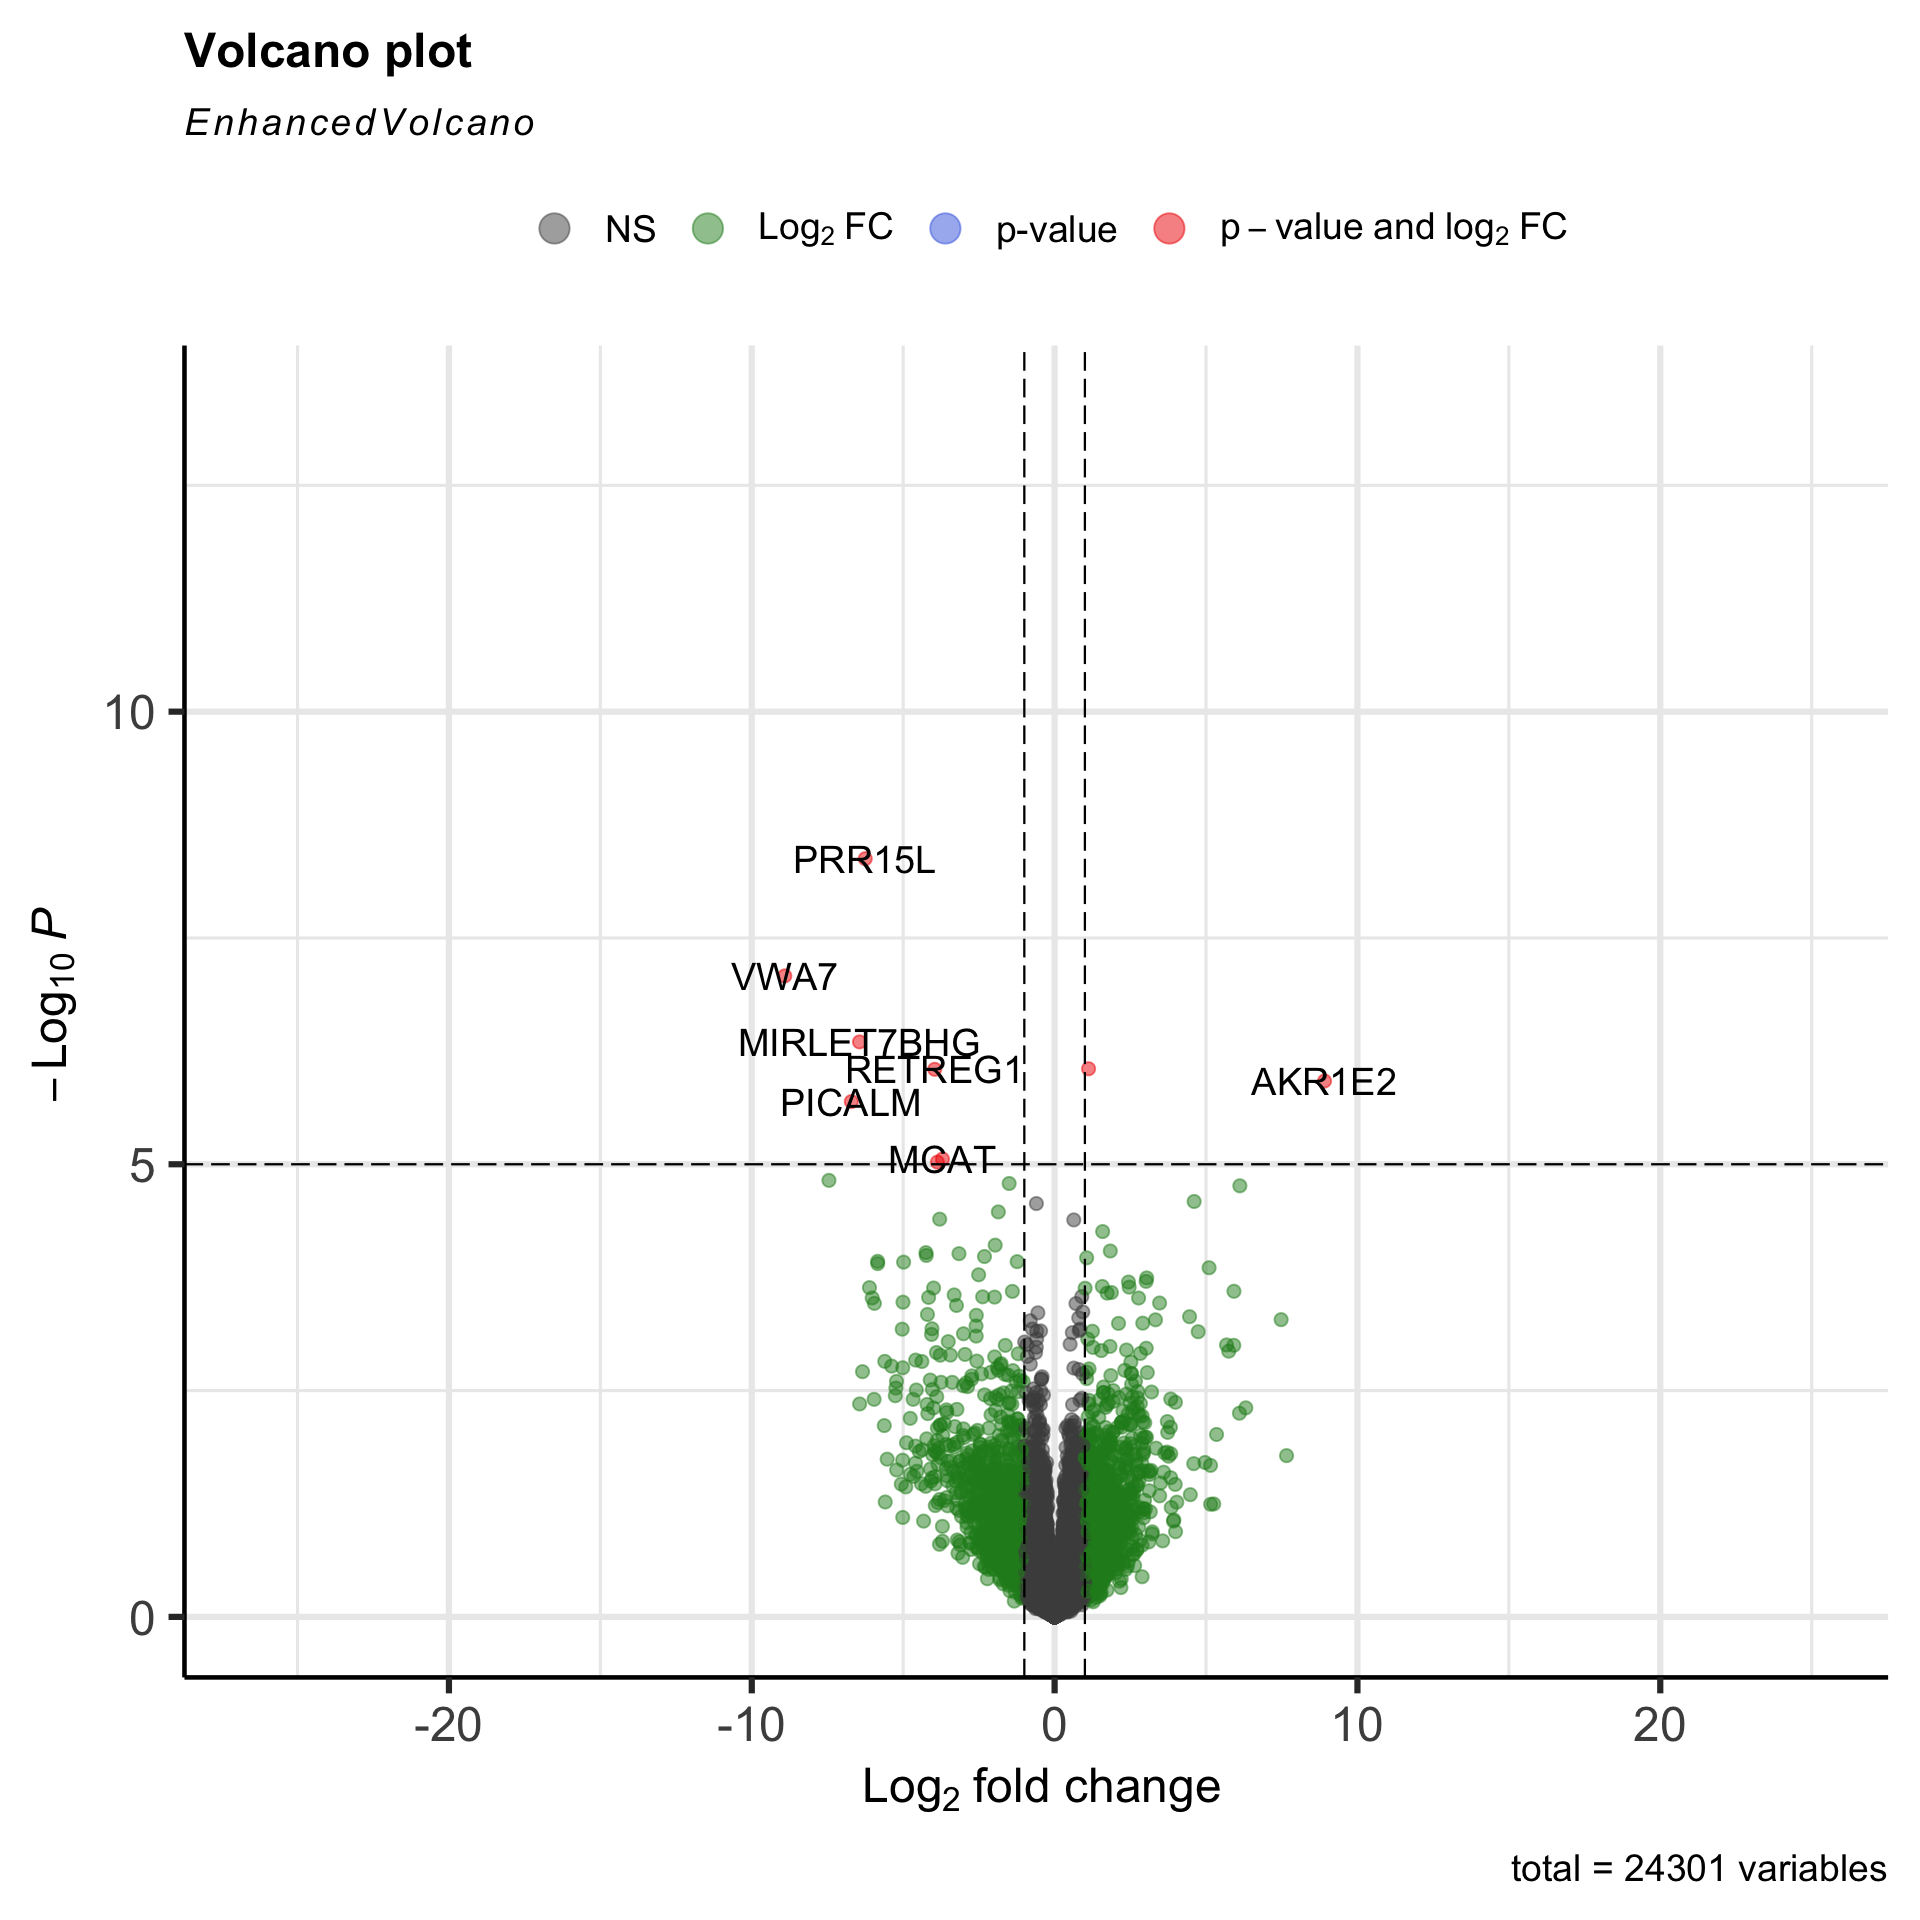 Volcano plot
EnhancedVolcano
NS Log2 FC p-value p – value and log2 FC
10
PRR15L
VWA7
MIRLET7BHG
RETREG1
AKR1E2
PICALM
–Log10 P
5
0
-20 -10 0 10 20
Log2 fold change
total = 24301 variables